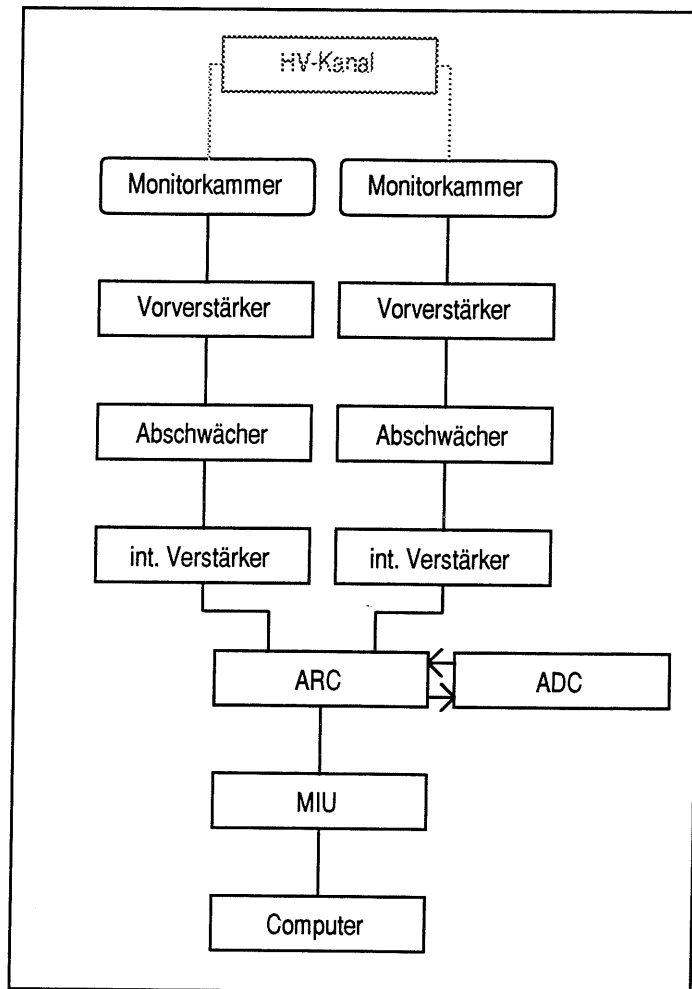 HV-Kanal
Monitorkammer Monitorkammer
Vorverstärker Vorverstärker
Abschwächer Abschwächer
int. Verstärker int. Verstärker
ARC ADC
MIU
Computer